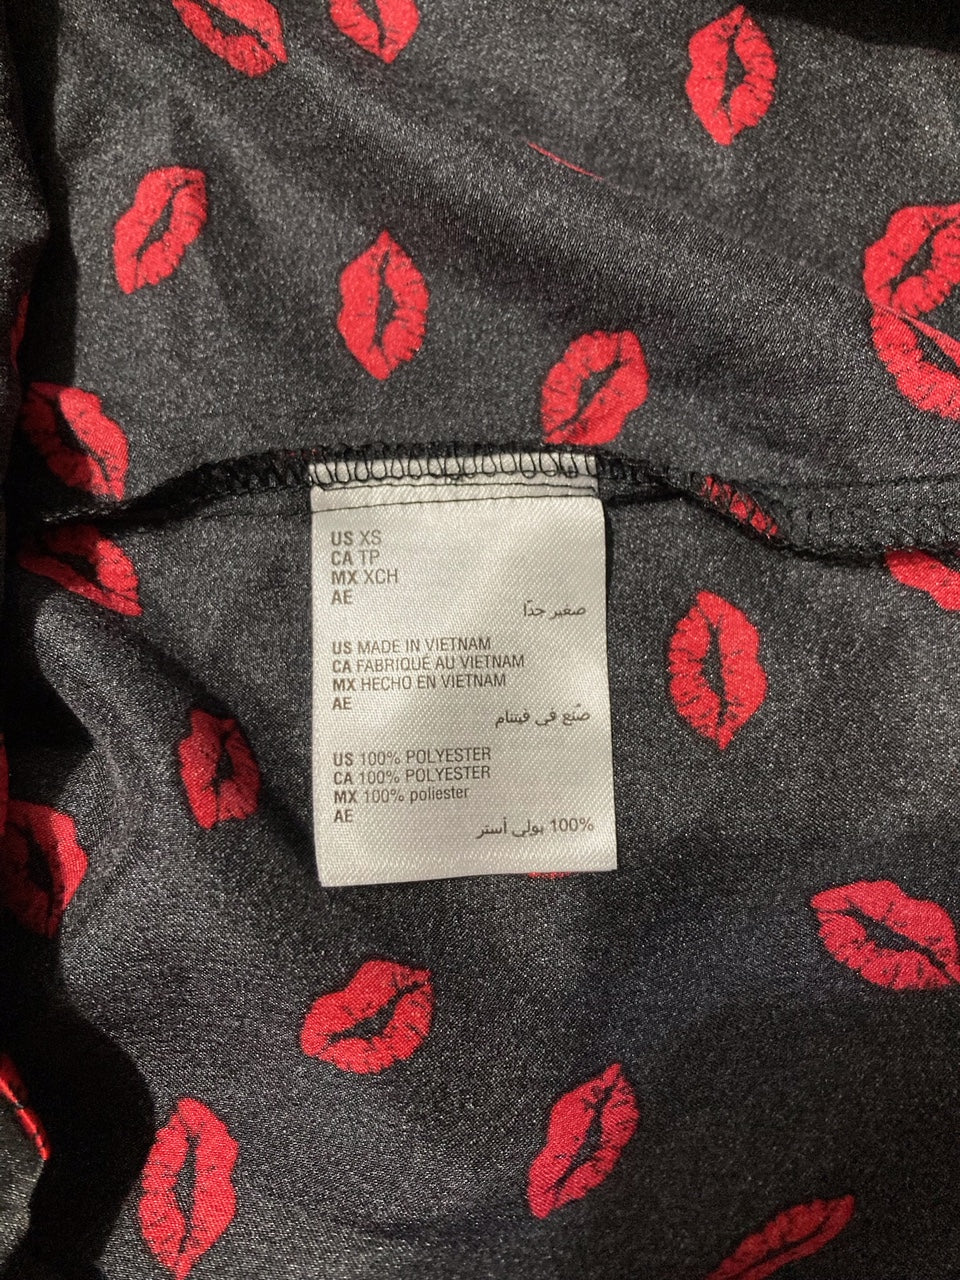 US XS
CA TP
MX XCH
AE
صغير جدًا
US MADE IN VIETNAM
CA FABRIQUÉ AU VIETNAM
MX HECHO EN VIETNAM
AE
صُنع في فيتنام
US 100% POLYESTER
CA 100% POLYESTER
MX 100% poliester
AE
100% بولي أستر